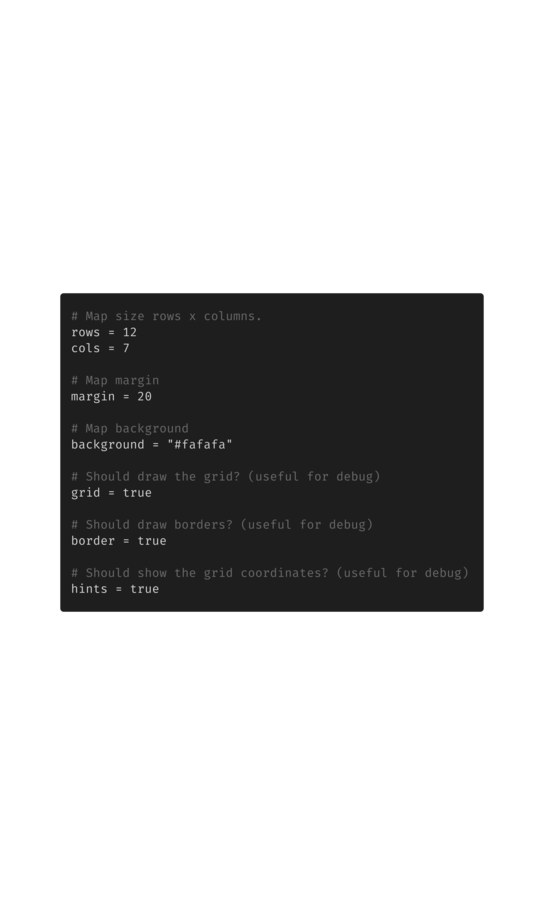 # Map size rows x columns.
rows = 12
cols = 7
# Map margin
margin = 20
# Map background
background = "#fafafa"
# Should draw the grid? (useful for debug)
grid = true
# Should draw borders? (useful for debug)
border = true
# Should show the grid coordinates? (useful for debug)
hints = true